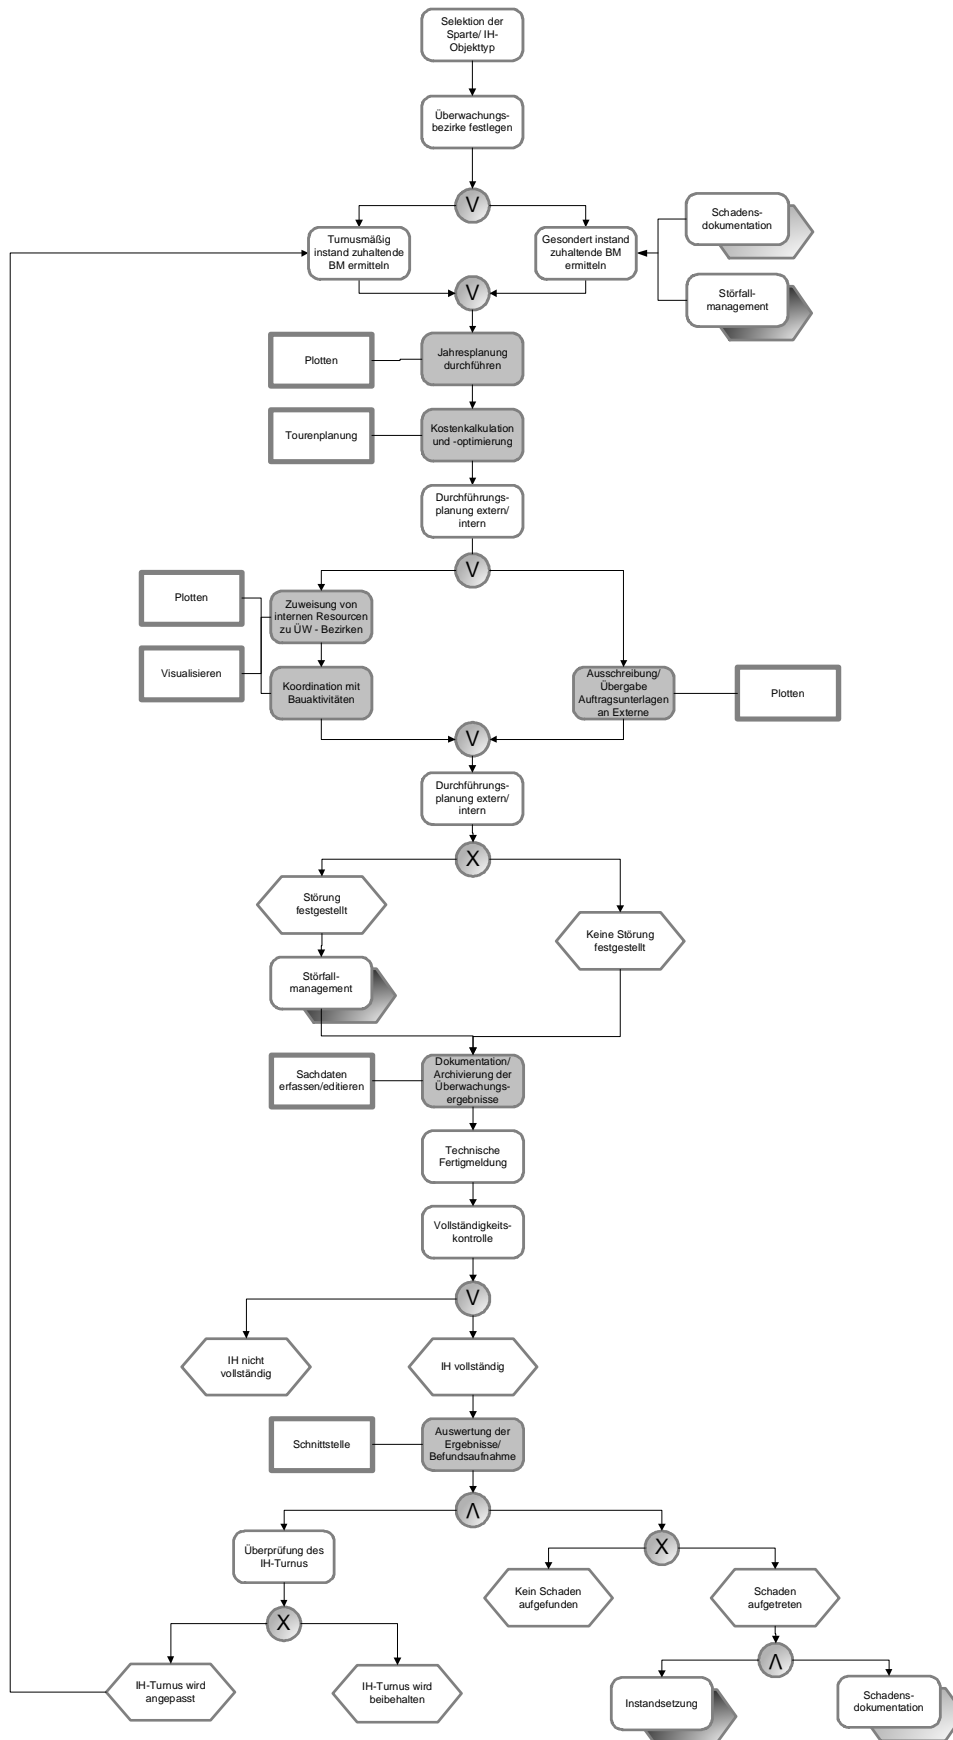 Selektion der
Sparte/ IH-
Objekttyp
Überwachungs-
bezirke festlegen
V
Turnusmäßig
instand zuhaltende
BM ermitteln
Gesondert instand
zuhaltende BM
ermitteln
Schadens-
dokumentation
Störfall-
management
V
Plotten
Jahresplanung
durchführen
Tourenplanung
Kostenkalkulation
und -optimierung
Durchführungs-
planung extern/
intern
V
Plotten
Zuweisung von
internen Resourcen
zu ÜW - Bezirken
Visualisieren
Koordination mit
Bauaktivitäten
Ausschreibung/
Übergabe
Auftragsunterlagen
an Externe
Plotten
V
Durchführungs-
planung extern/
intern
X
Störung
festgestellt
Keine Störung
festgestellt
Störfall-
management
Sachdaten
erfassen/editieren
Dokumentation/
Archivierung der
Überwachungs-
ergebnisse
Technische
Fertigmeldung
Vollständigkeits-
kontrolle
V
IH nicht
vollständig
IH vollständig
Schnittstelle
Auswertung der
Ergebnisse/
Befundsaufnahme
Λ
Überprüfung des
IH-Turnus
X
Kein Schaden
aufgefunden
Schaden
aufgetreten
X
IH-Turnus wird
angepasst
IH-Turnus wird
beibehalten
Λ
Instandsetzung
Schadens-
dokumentation